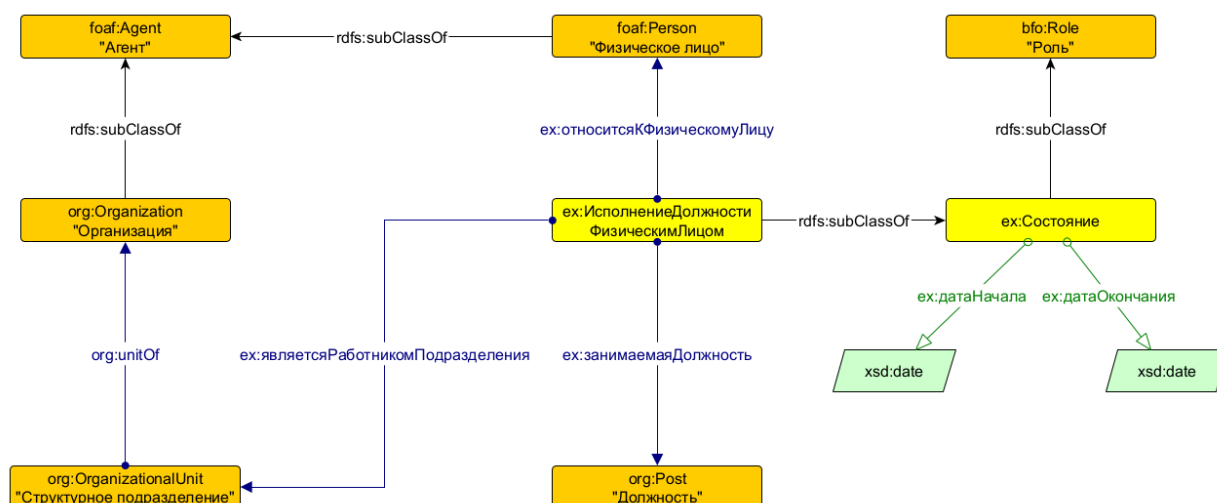 foaf:Agent
"Агент"
rdfs:subClassOf
foaf:Person
"Физическое лицо"
bfo:Role
"Роль"
rdfs:subClassOf
ex:относитсяКФизическомуЛицу
rdfs:subClassOf
org:Organization
"Организация"
ex:ИсполнениеДолжности
ФизическимЛицом
rdfs:subClassOf
ex:Состояние
ex:датаНачала
ex:датаОкончания
org:unitOf
ex:являетсяРаботникомПодразделения
ex:занимаемаяДолжность
xsd:date
xsd:date
org:OrganizationalUnit
"Структурное подразделение"
org:Post
"Должность"